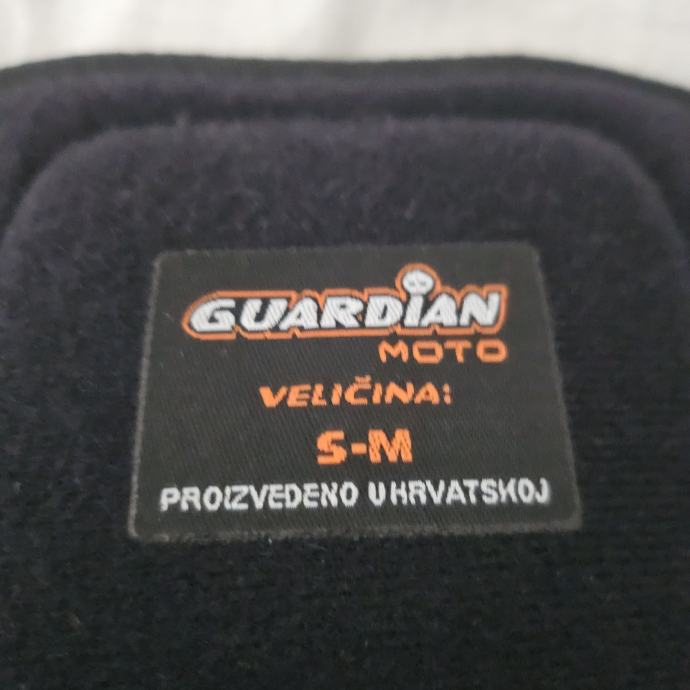 GUARDiAN
MOTO
VELIČINA:
S-M
PROIZVEDENO U HRVATSKOJ